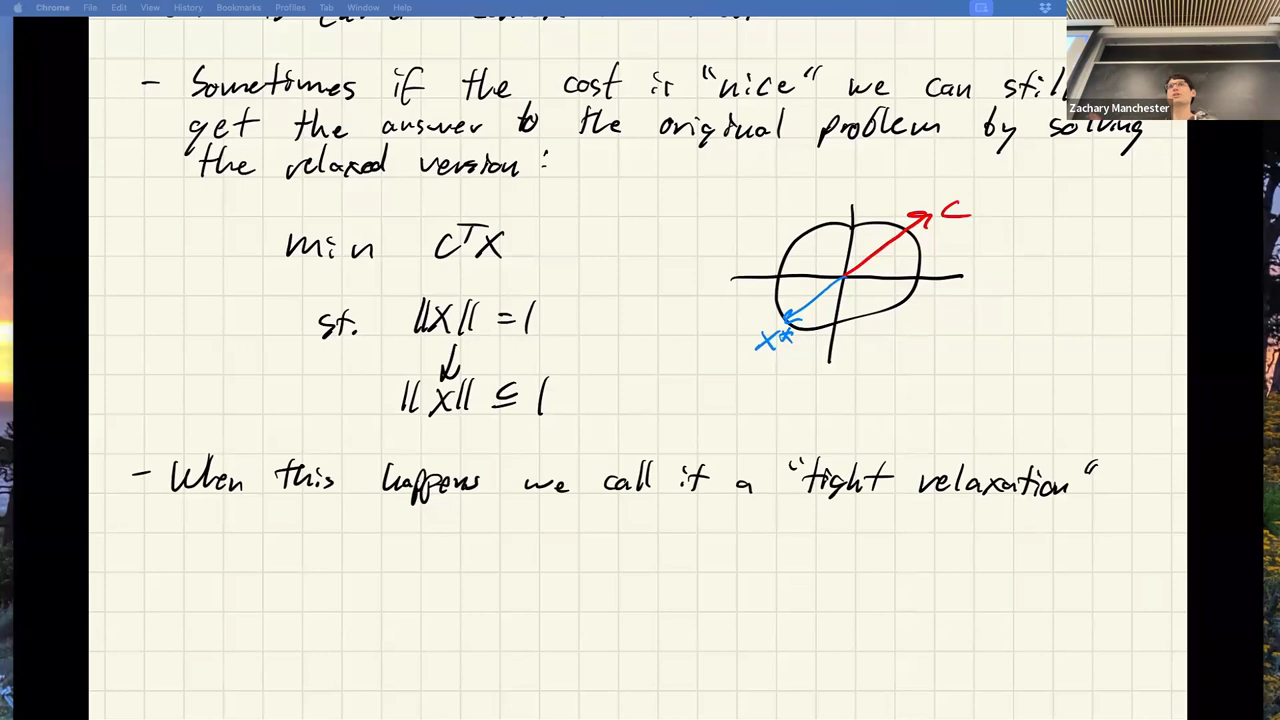 Chrome File Edit View History Bookmarks Profiles Tab Window Help
Zachary Manchester
- Sometimes if the cost is "nice" we can still
get the answer to the original problem by solving
the relaxed version:
min cᵀx
st. ||x|| = 1
↓
||x|| ≤ 1
c
x*
- When this happens we call it a "tight relaxation"